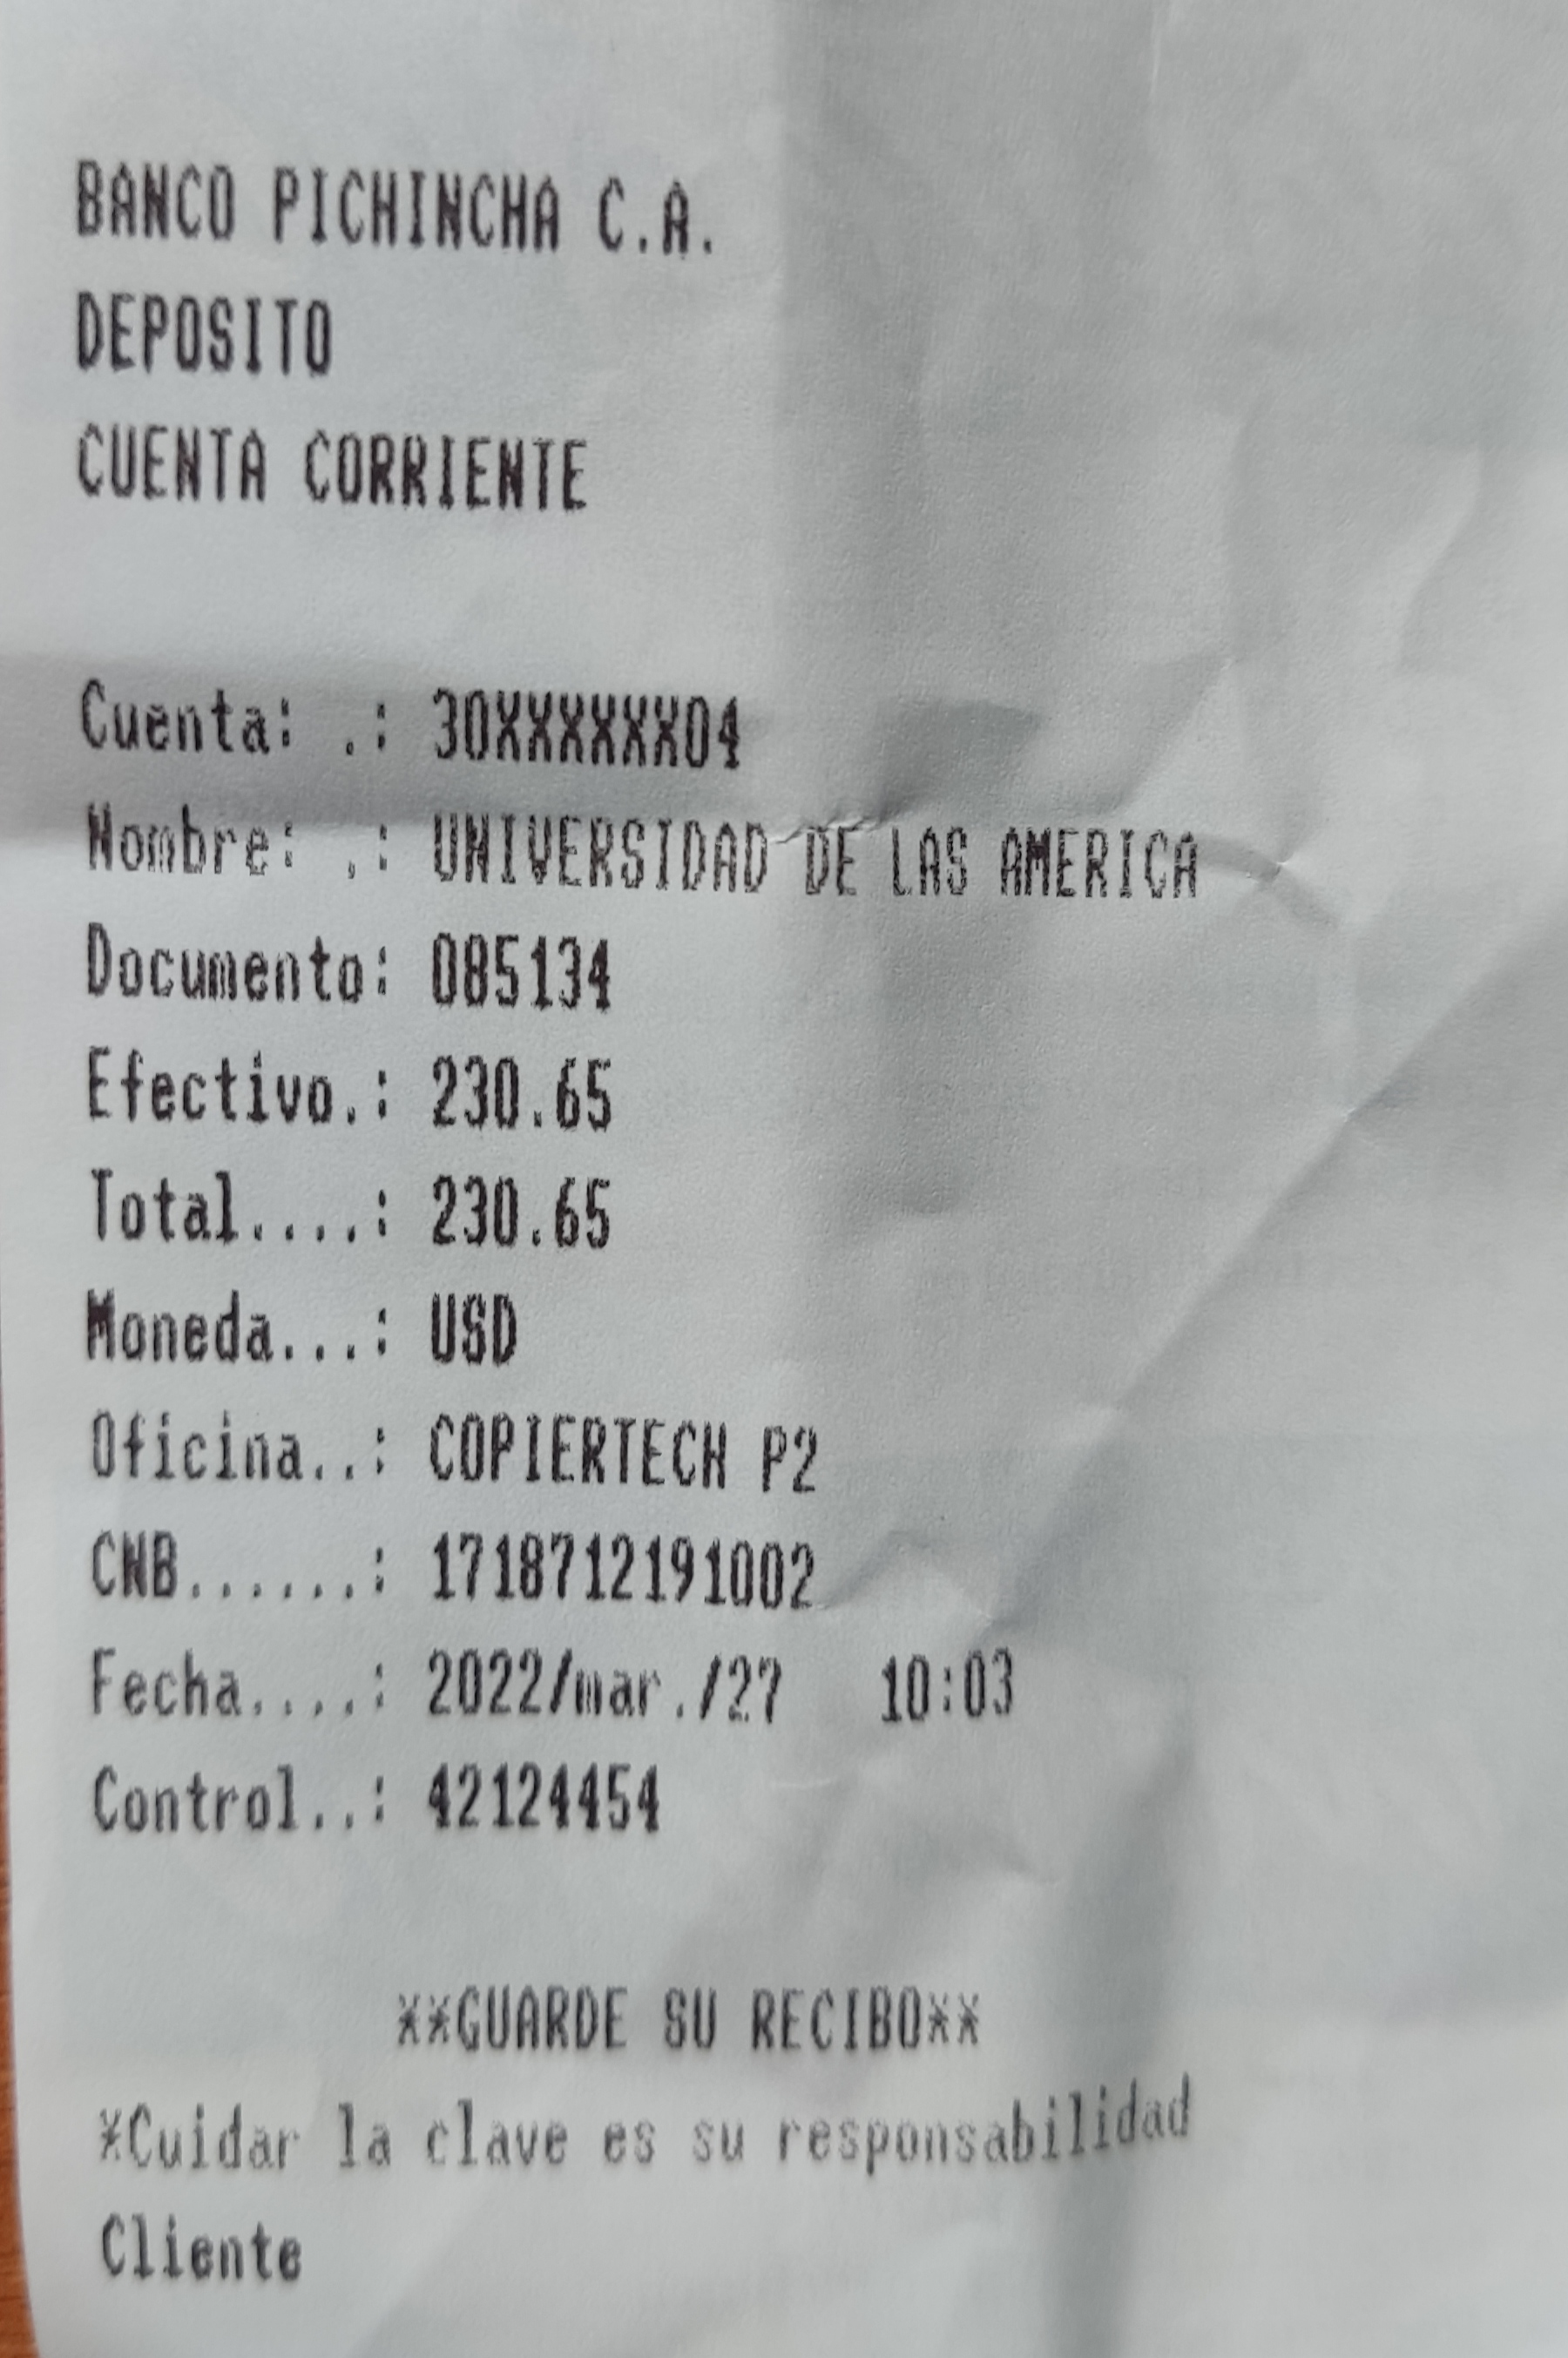 BANCO PICHINCHA C.A.
DEPOSITO
CUENTA CORRIENTE
Cuenta: .: 30XXXXXX04
Nombre: .: UNIVERSIDAD DE LAS AMERICA
Documento: 085134
Efectivo.: 230.65
Total....: 230.65
Moneda...: USD
Oficina..: COPIERTECH P2
CNB......: 1718712191002
Fecha....: 2022/mar./27 10:03
Control..: 42124454
**GUARDE SU RECIBO**
*Cuidar la clave es su responsabilidad
Cliente